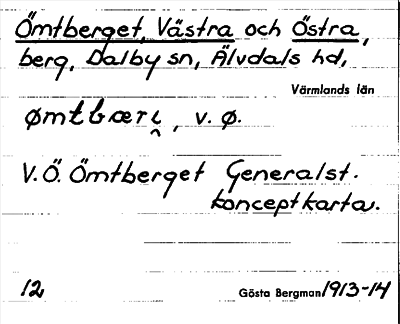 Ömtberget, Västra och Östra,
berg, Dalby sn, Älvdals hd,
Värmlands län
ømtbæri̯, v. ø.
V. Ö. Ömtberget Generalst.
konceptkarta.
12 Gösta Bergman 1913-14